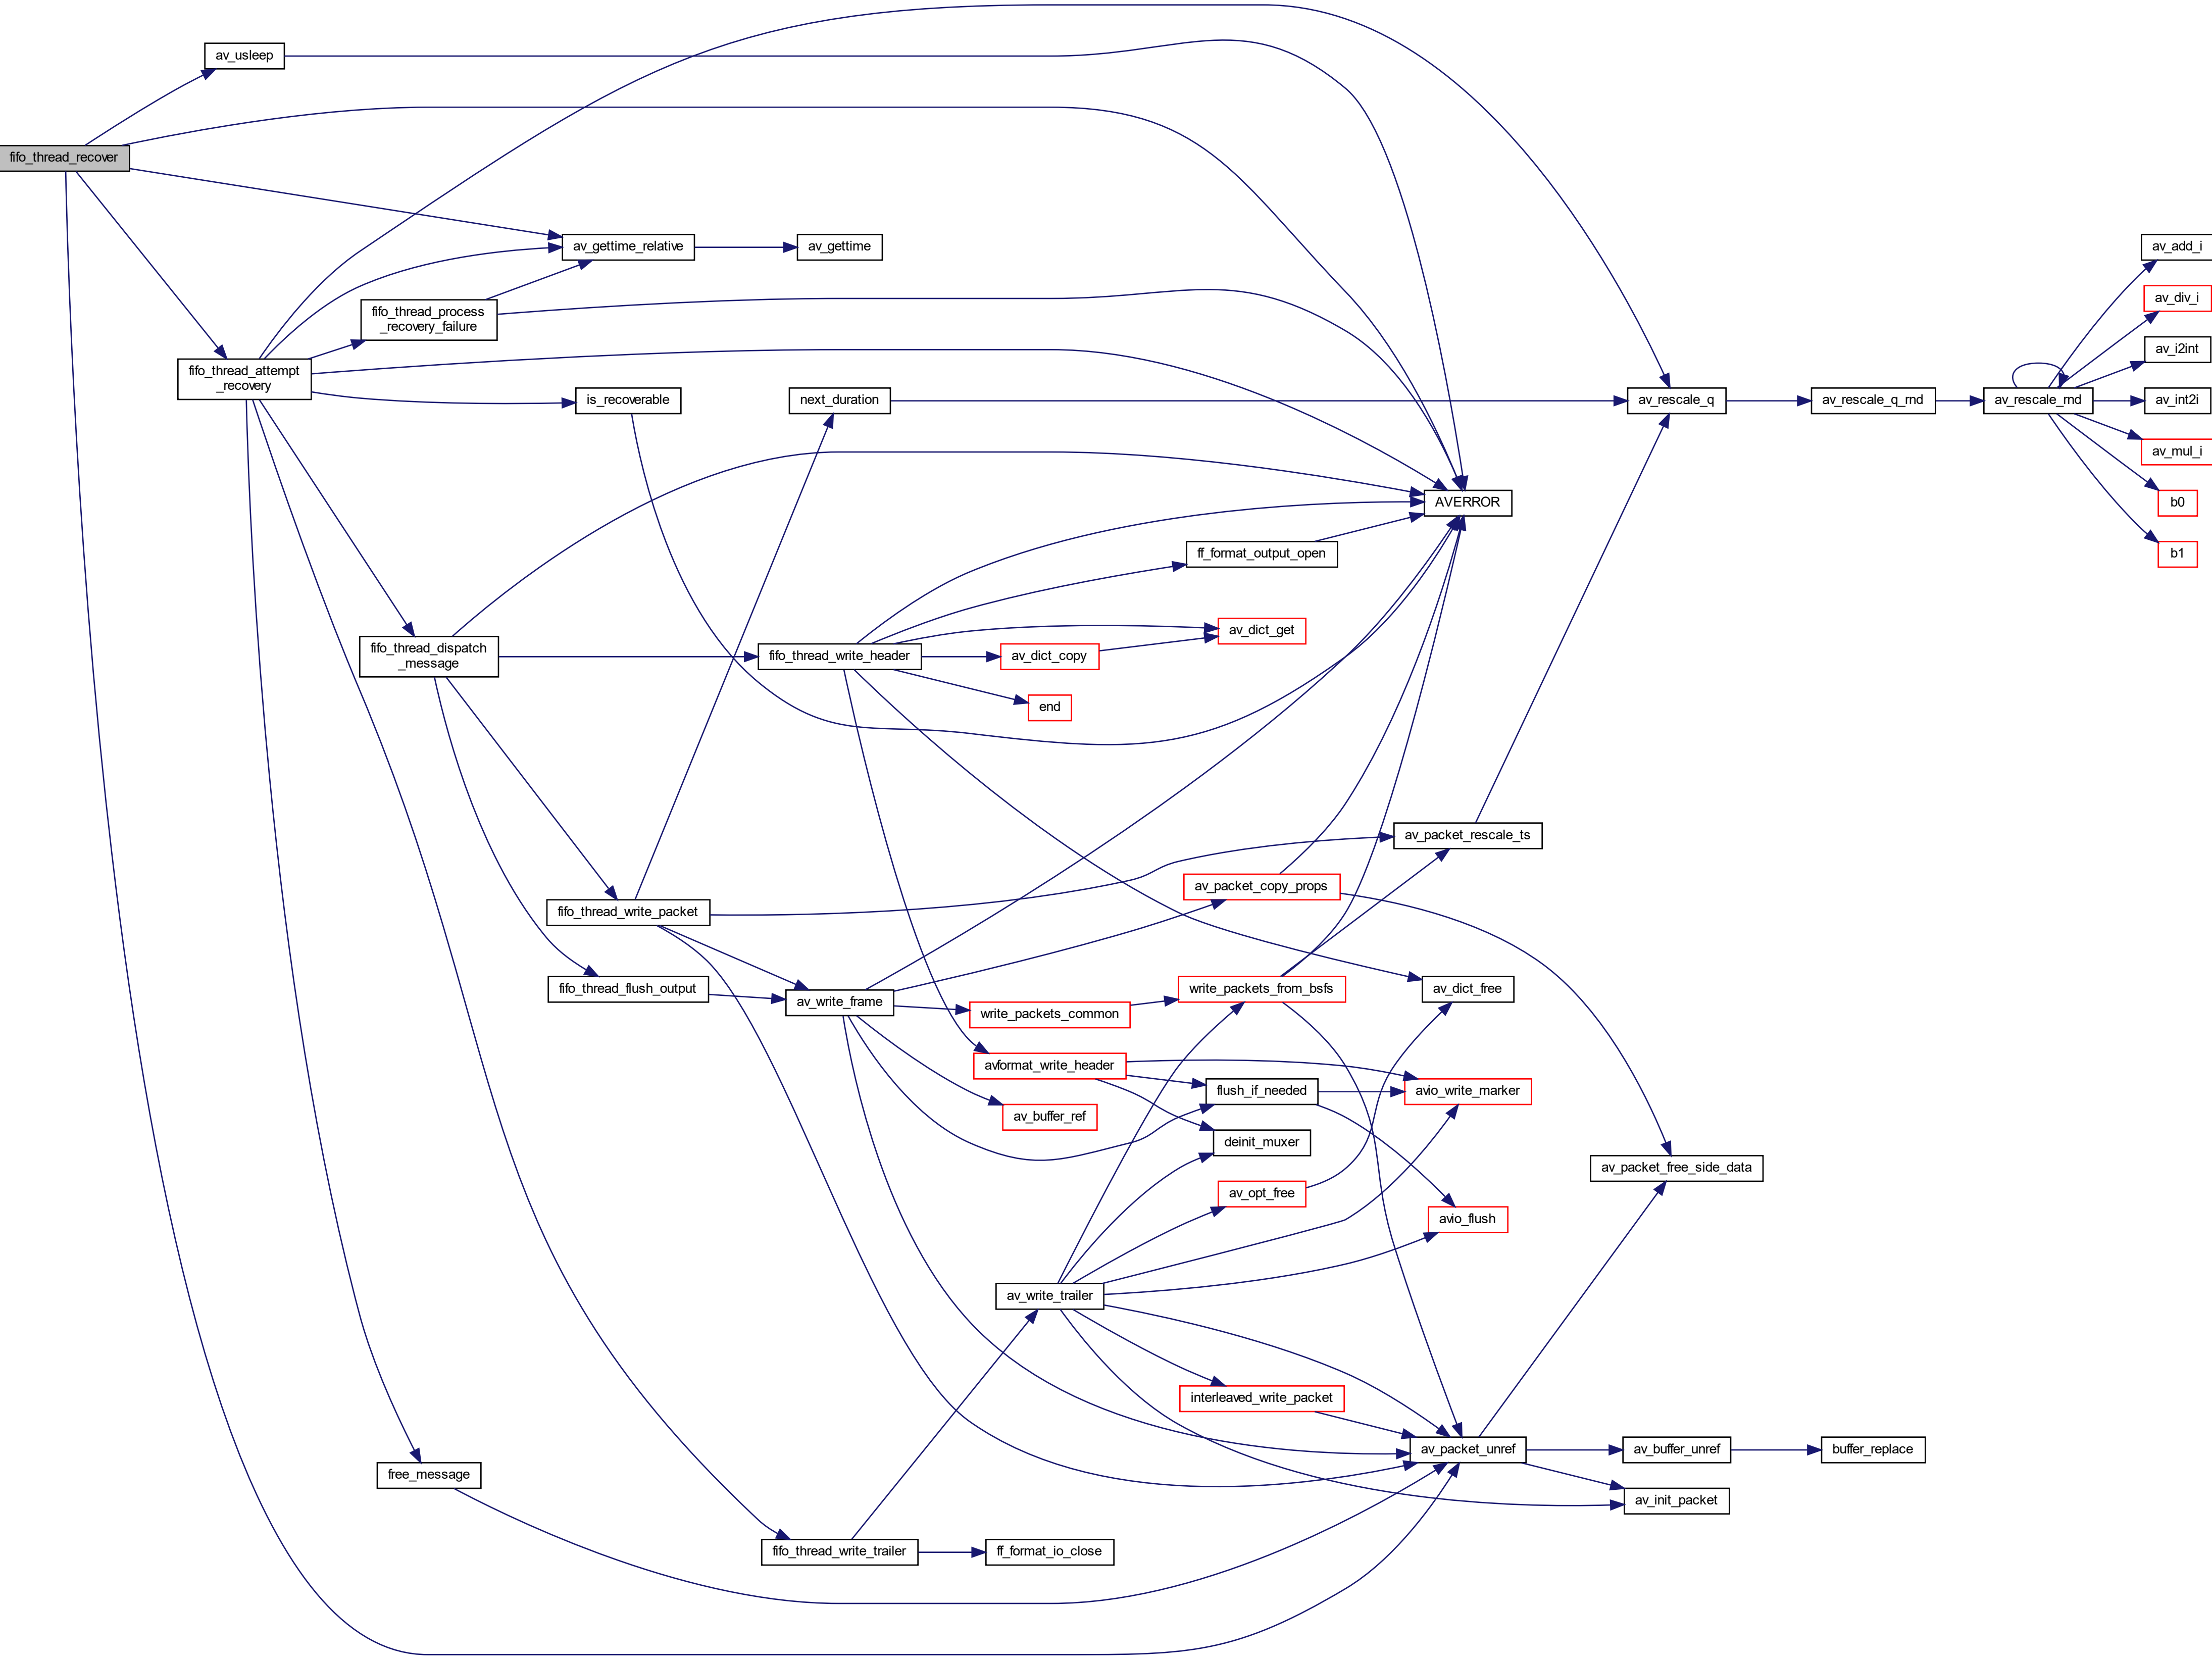 av_usleep
fifo_thread_recover
av_gettime_relative
av_gettime
av_add_i
av_div_i
fifo_thread_process
_recovery_failure
av_i2int
fifo_thread_attempt
_recovery
is_recoverable
next_duration
av_rescale_q
av_rescale_q_rnd
av_rescale_rnd
av_int2i
av_mul_i
AVERROR
b0
ff_format_output_open
b1
av_dict_get
fifo_thread_dispatch
_message
fifo_thread_write_header
av_dict_copy
end
av_packet_rescale_ts
av_packet_copy_props
fifo_thread_write_packet
fifo_thread_flush_output
write_packets_from_bsfs
av_dict_free
av_write_frame
write_packets_common
avformat_write_header
flush_if_needed
avio_write_marker
av_buffer_ref
deinit_muxer
av_packet_free_side_data
av_opt_free
avio_flush
av_write_trailer
interleaved_write_packet
av_packet_unref
av_buffer_unref
buffer_replace
free_message
av_init_packet
fifo_thread_write_trailer
ff_format_io_close